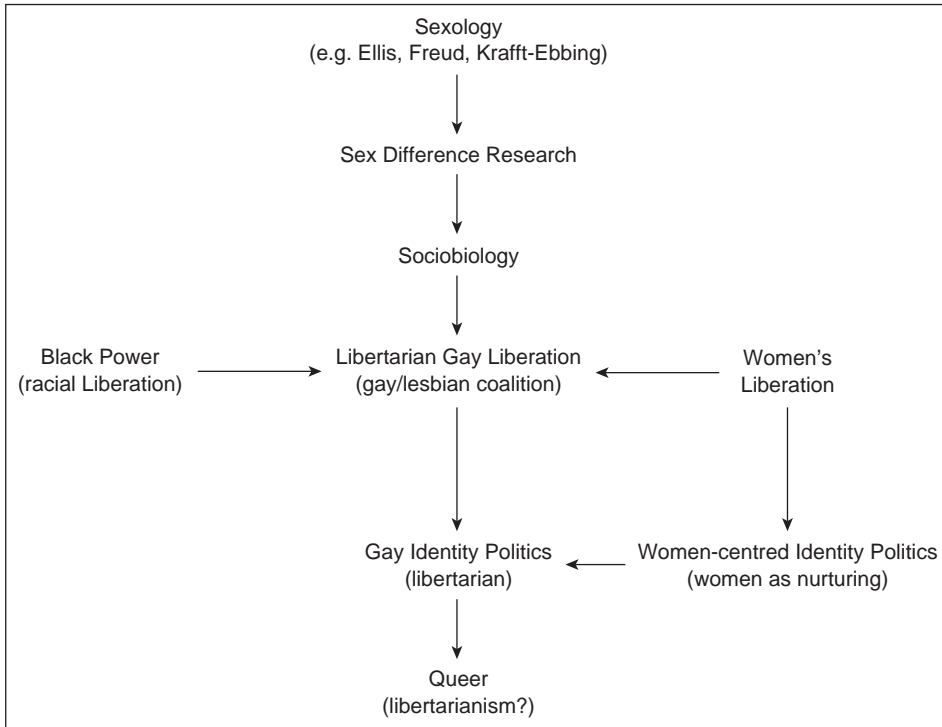 Sexology
(e.g. Ellis, Freud, Krafft-Ebbing)
Sex Difference Research
Sociobiology
Black Power
(racial Liberation)
Libertarian Gay Liberation
(gay/lesbian coalition)
Women's
Liberation
Gay Identity Politics
(libertarian)
Women-centred Identity Politics
(women as nurturing)
Queer
(libertarianism?)